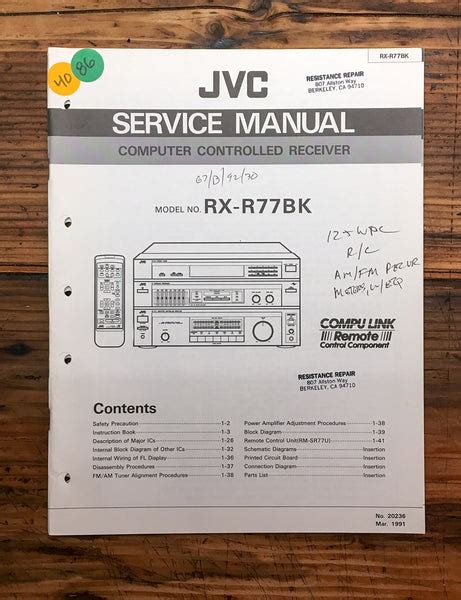 40
86
RX-R77BK
JVC
RESISTANCE REPAIR
807 Allston Way
BERKELEY, CA 94710
SERVICE MANUAL
COMPUTER CONTROLLED RECEIVER
67/B/92/70
MODEL NO. RX-R77BK
125 WPC
R/C
AM/FM
METERS, W/EQ
JVC
COMPU LINK
Remote
Control Component
RESISTANCE REPAIR
807 Allston Way
BERKELEY, CA 94710
Contents
Safety Precaution 1-2
Instruction Book 1-3
Description of Major ICs 1-26
Internal Block Diagram of Other ICs 1-32
Internal Wiring of FL Display 1-36
Disassembly Procedures 1-37
FM/AM Tuner Alignment Procedures 1-38
Power Amplifier Adjustment Procedures 1-38
Block Diagram 1-39
Remote Control Unit(RM-SR77U) 1-41
Schematic Diagrams Insertion
Printed Circuit Board Insertion
Connection Diagram Insertion
Parts List Insertion
No. 20236
Mar. 1991